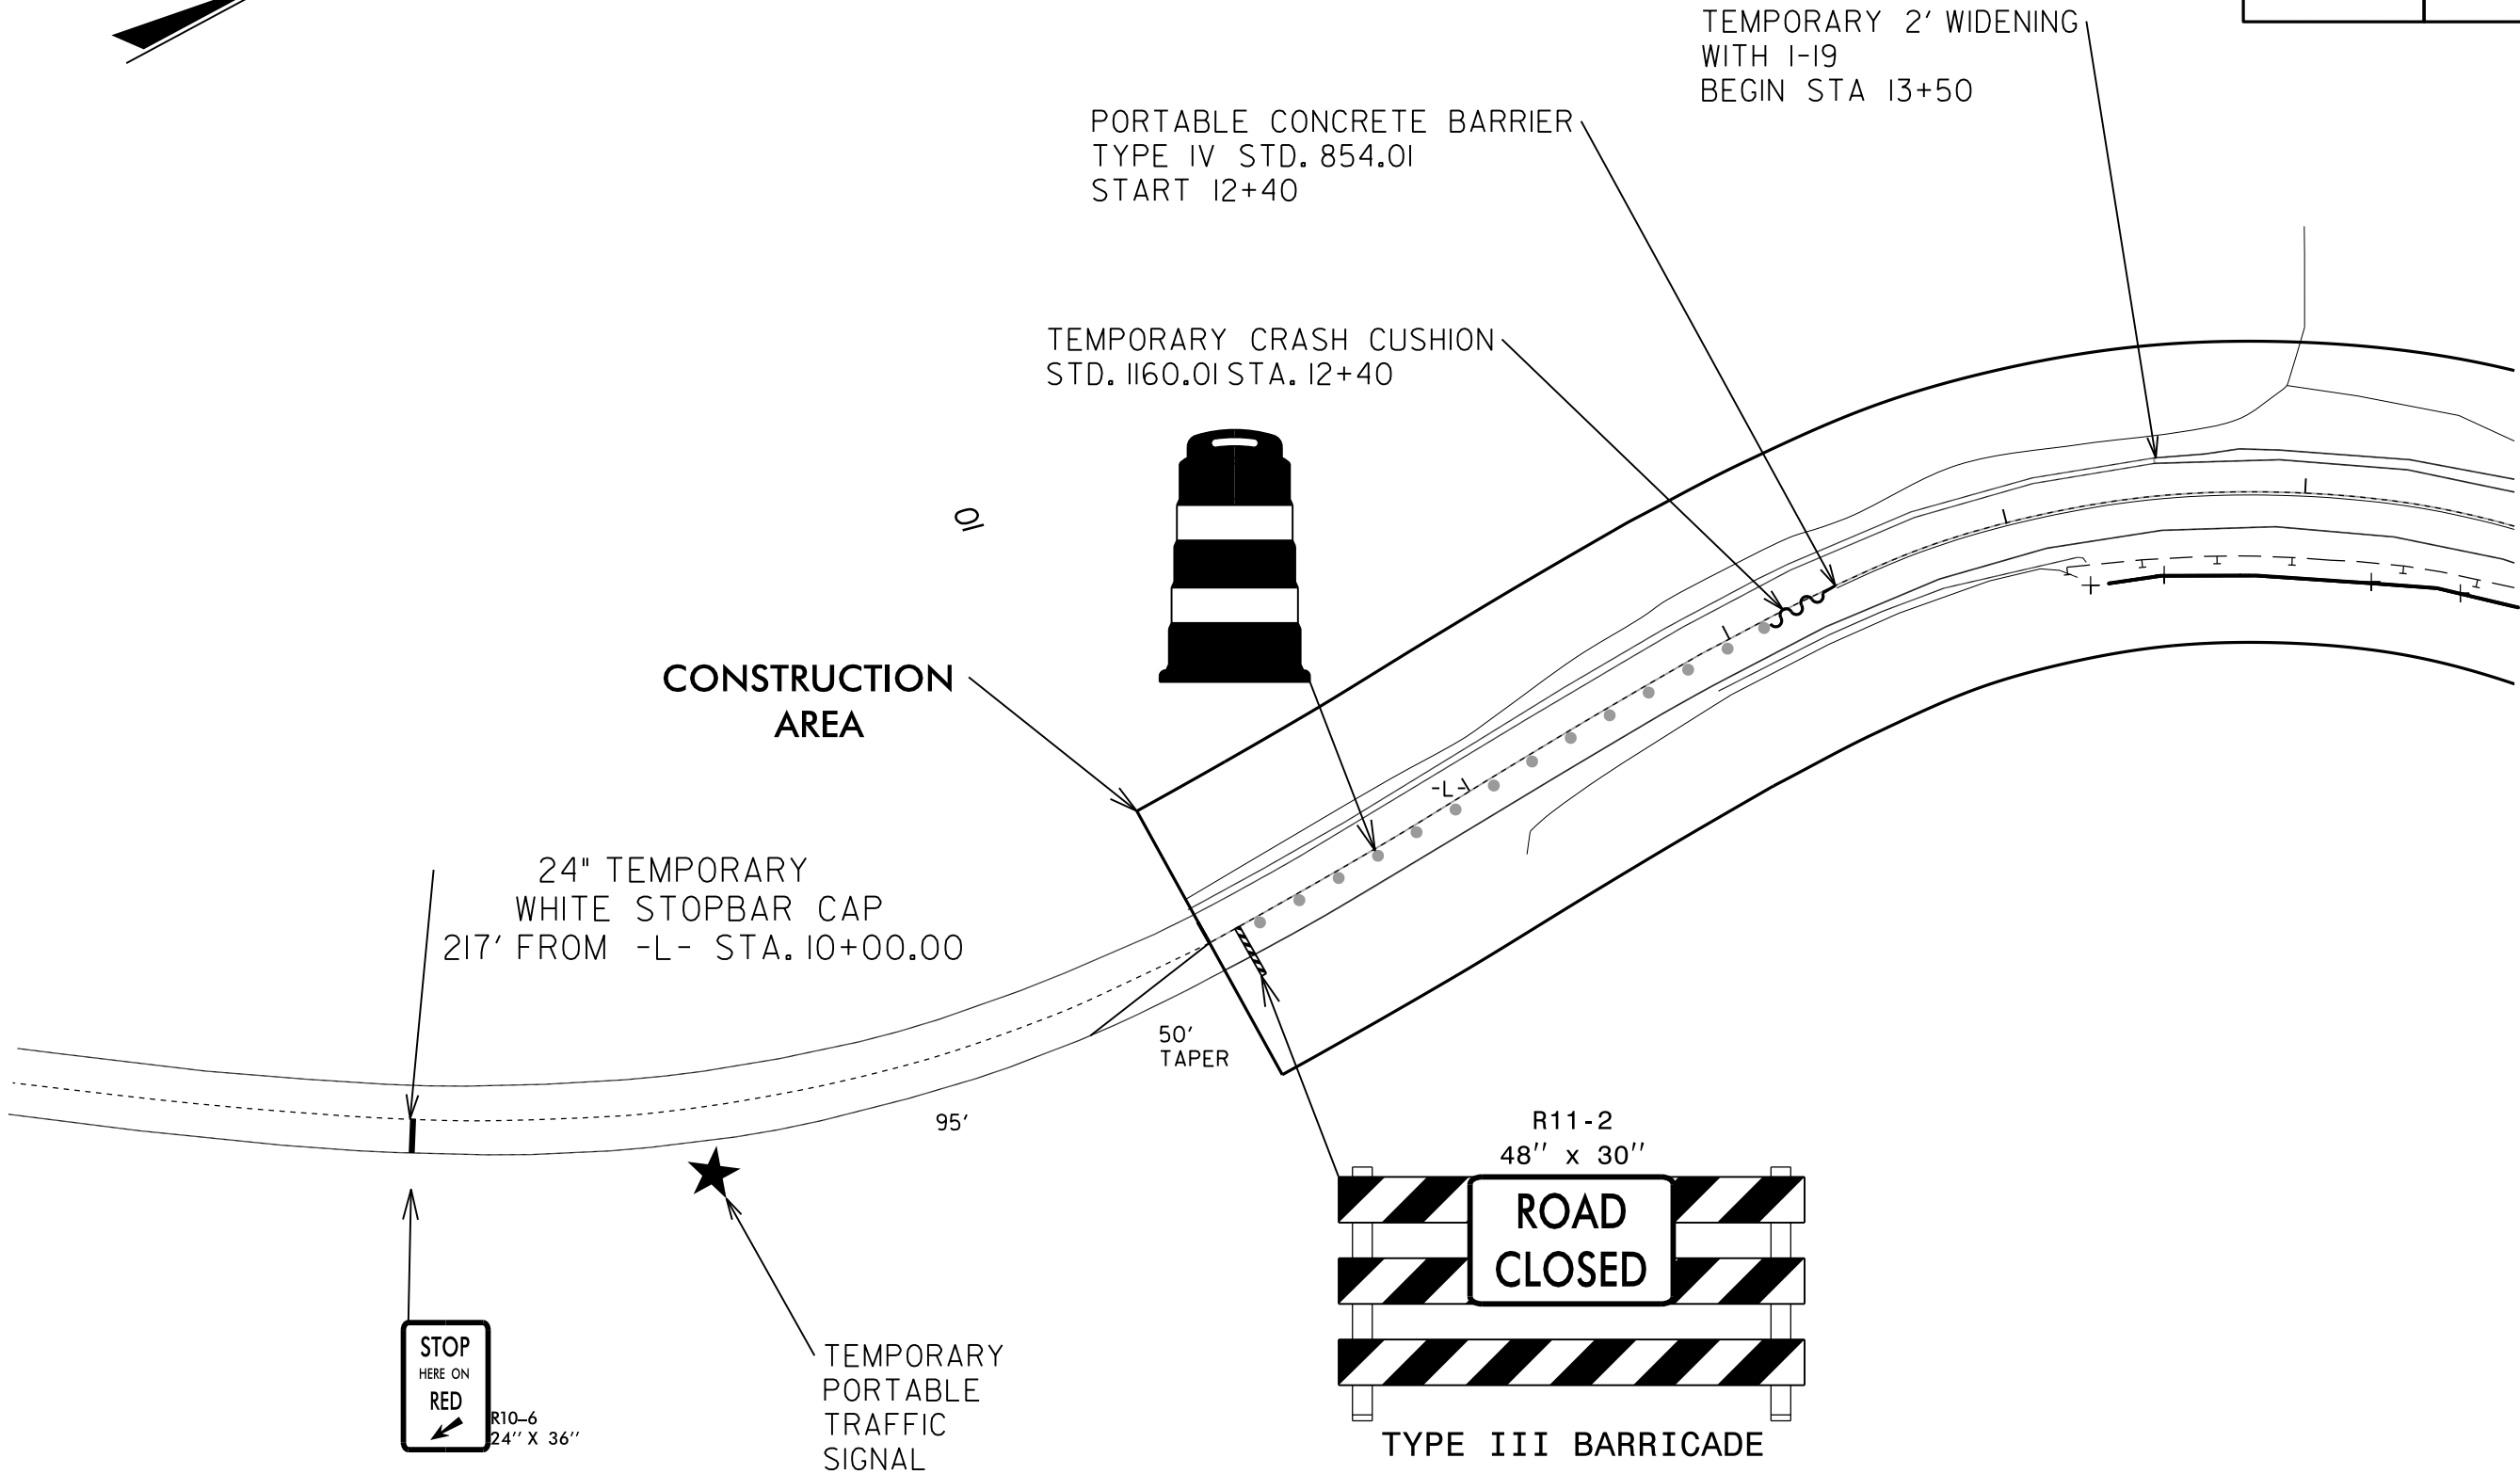 TEMPORARY 2' WIDENING
WITH 1-19
BEGIN STA 13+50
PORTABLE CONCRETE BARRIER
TYPE IV STD. 854.01
START 12+40
TEMPORARY CRASH CUSHION
STD. 1160.01 STA. 12+40
10
CONSTRUCTION
AREA
-L-
24" TEMPORARY
WHITE STOPBAR CAP
217' FROM -L- STA. 10+00.00
50'
TAPER
95'
R11-2
48'' x 30''
ROAD
CLOSED
TYPE III BARRICADE
STOP
HERE ON
RED
R10-6
24'' X 36''
TEMPORARY
PORTABLE
TRAFFIC
SIGNAL